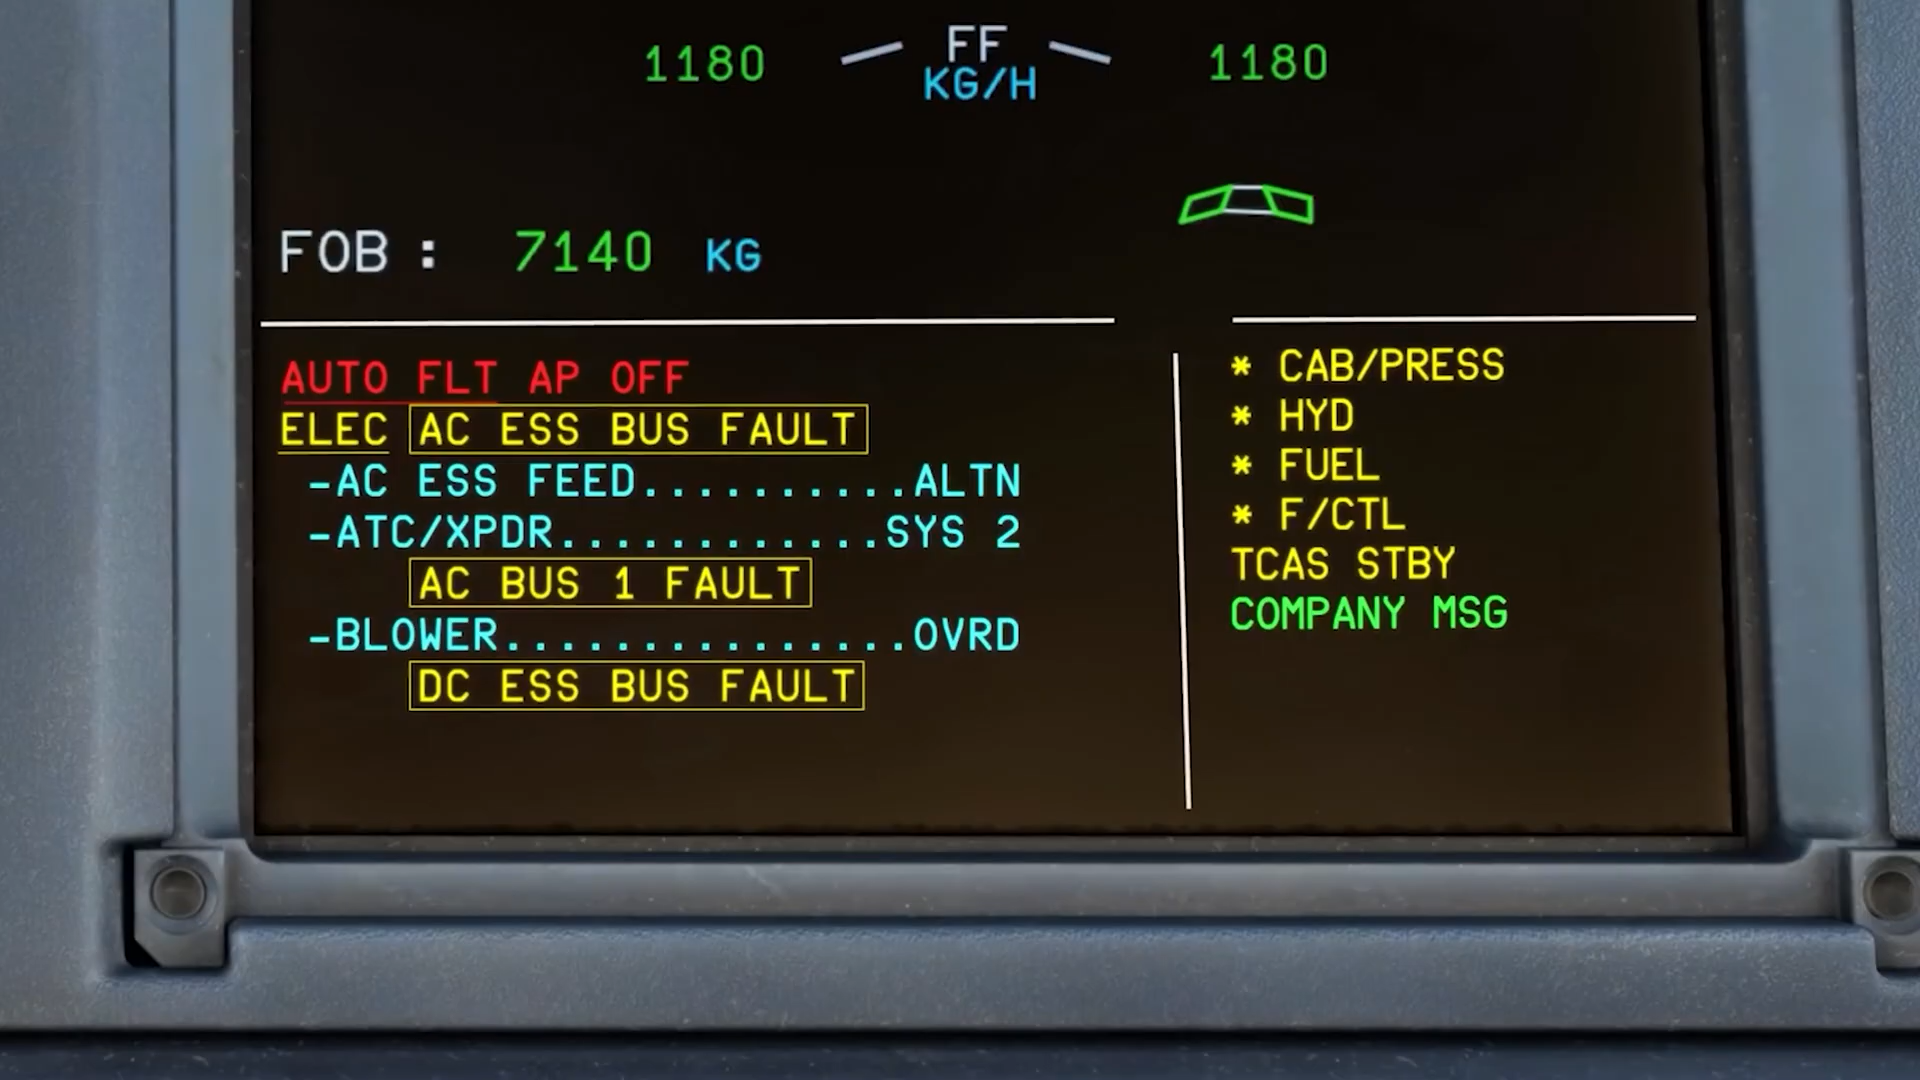 1180 FF 1180
KG/H
FOB : 7140 KG
AUTO FLT AP OFF
ELEC AC ESS BUS FAULT
-AC ESS FEED..........ALTN
-ATC/XPDR............SYS 2
AC BUS 1 FAULT
-BLOWER...............OVRD
DC ESS BUS FAULT
* CAB/PRESS
* HYD
* FUEL
* F/CTL
TCAS STBY
COMPANY MSG